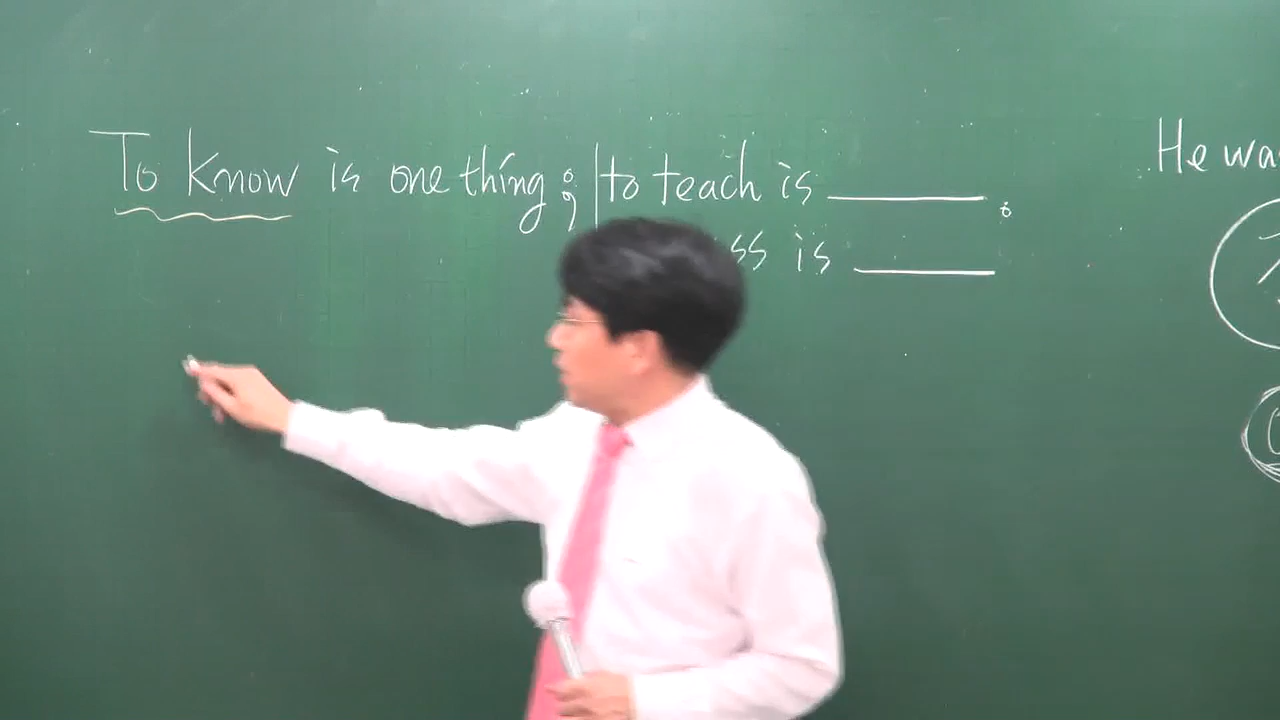 To know is one thing; to teach is ______.
ss is ______
He wa